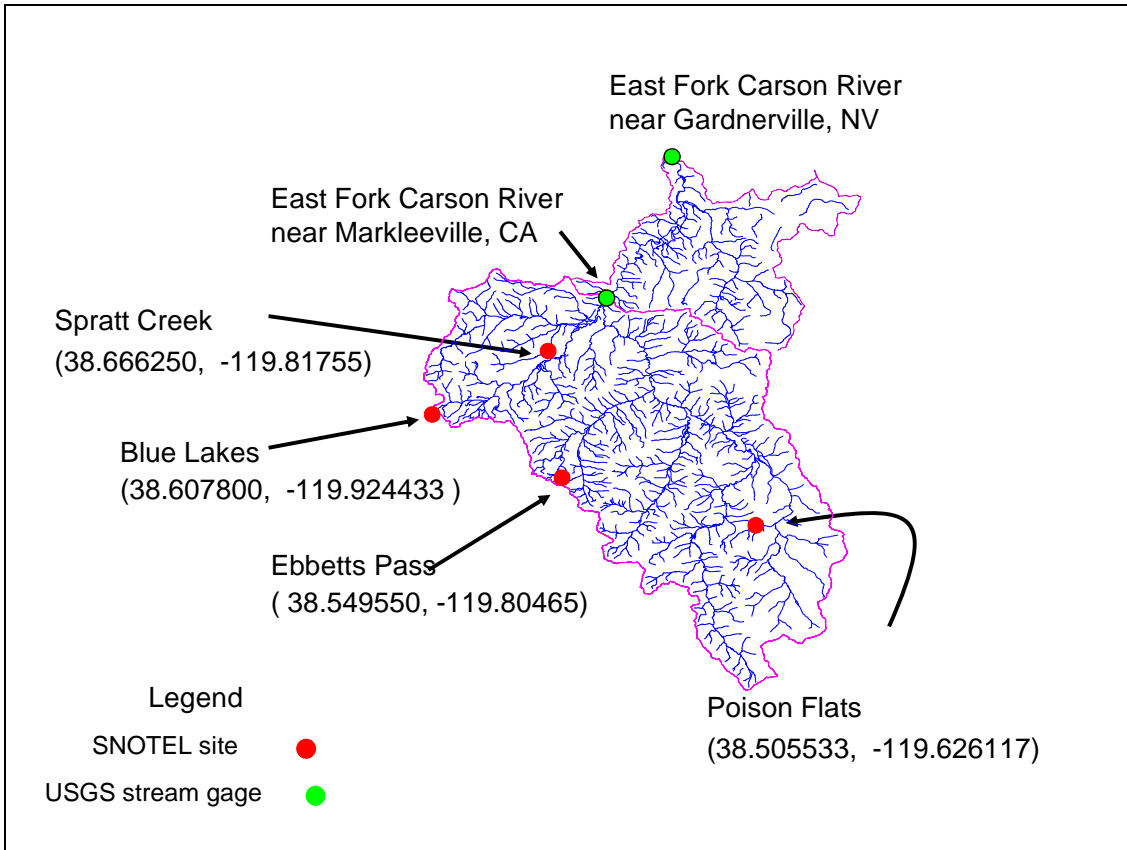 East Fork Carson River
near Gardnerville, NV
East Fork Carson River
near Markleeville, CA
Spratt Creek
(38.666250, -119.81755)
Blue Lakes
(38.607800, -119.924433 )
Ebbetts Pass
( 38.549550, -119.80465)
Poison Flats
(38.505533, -119.626117)
Legend
SNOTEL site
USGS stream gage